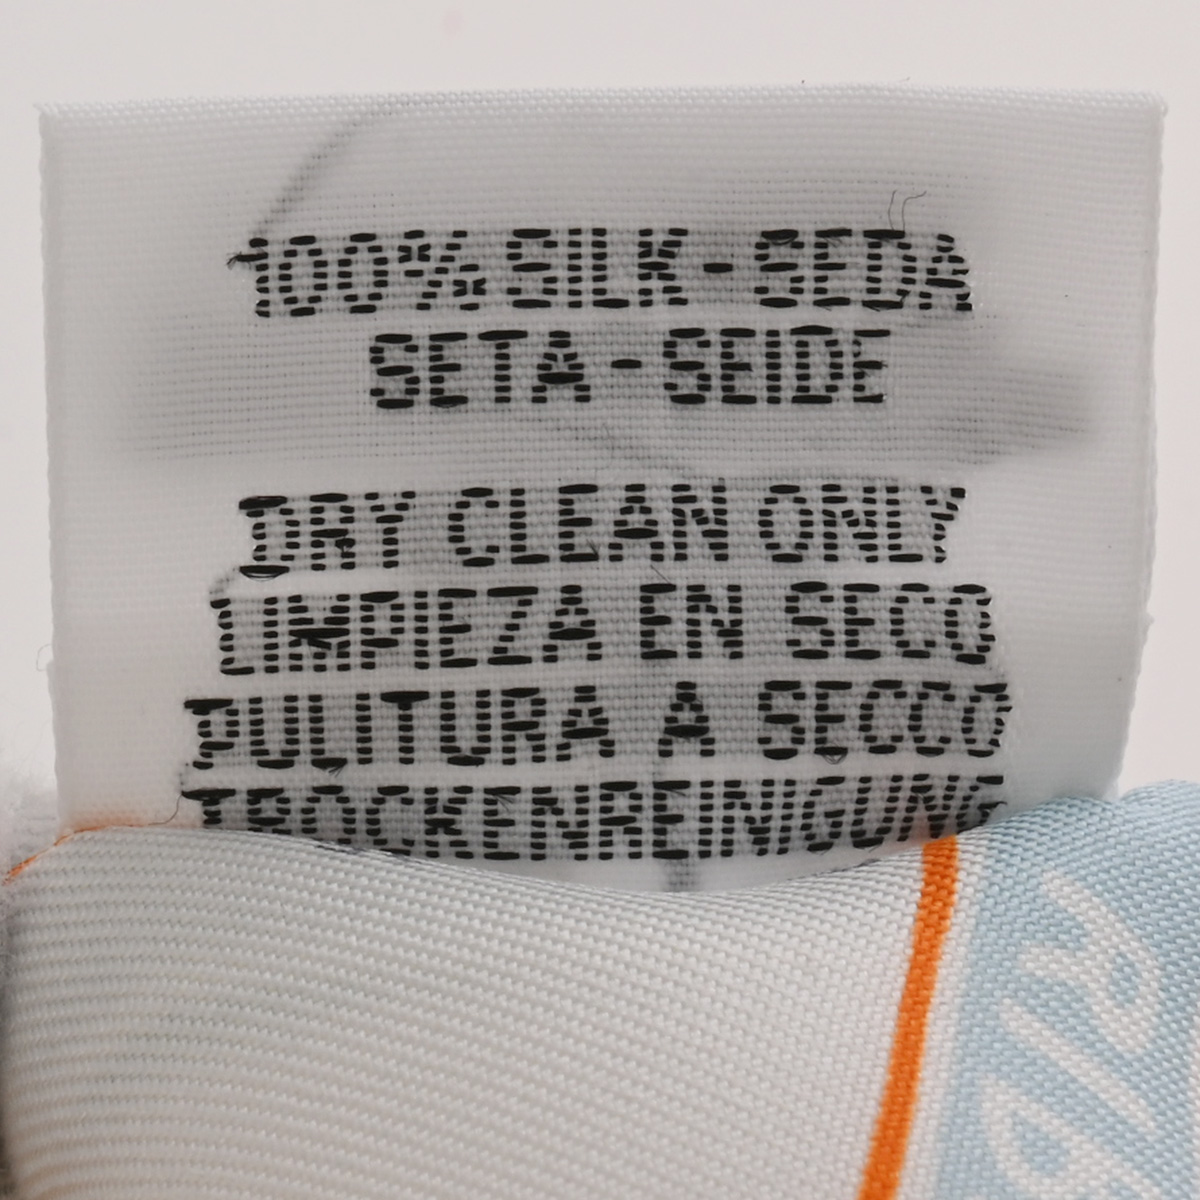 100% SILK - SEDA
SETA - SEIDE
DRY CLEAN ONLY
LIMPIEZA EN SECO
PULITURA A SECCO
TROCKENREINIGUNG